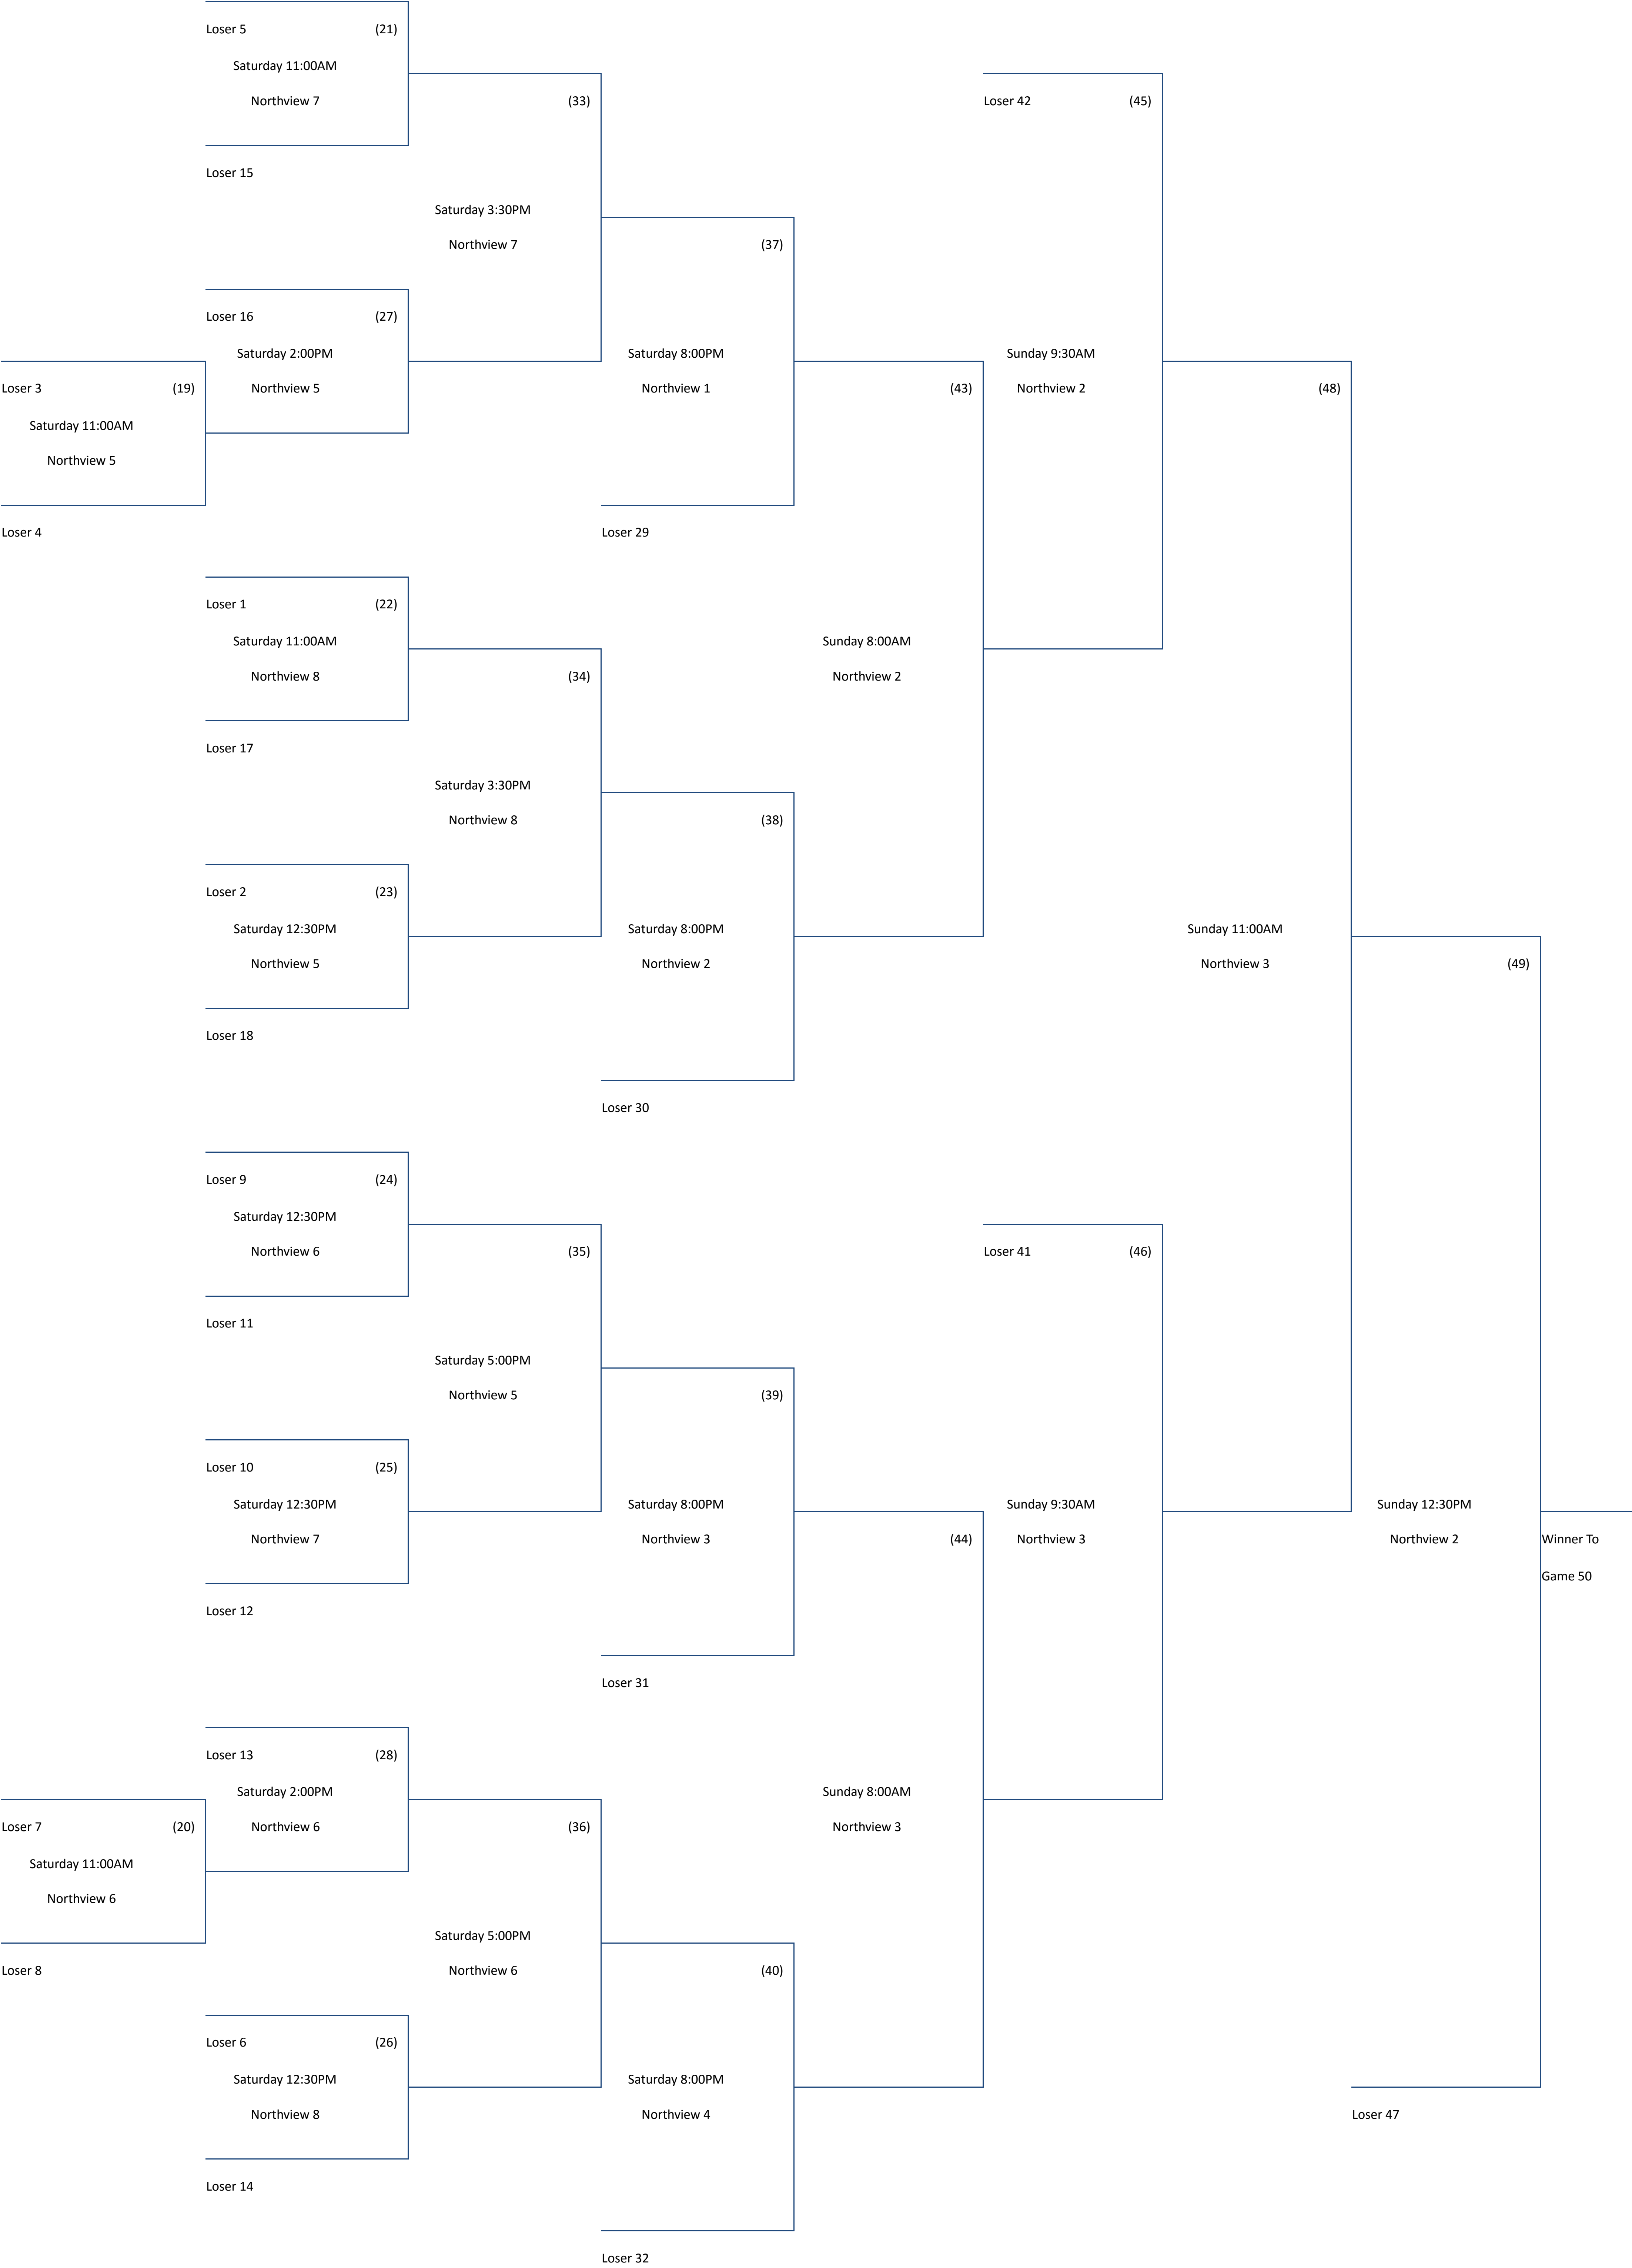 Loser 5 (21)
Saturday 11:00AM
Northview 7
(33)
Loser 42 (45)
Loser 15
Saturday 3:30PM
Northview 7
(37)
Loser 16 (27)
Saturday 2:00PM
Saturday 8:00PM
Sunday 9:30AM
Loser 3 (19)
Northview 5
Northview 1
(43)
Northview 2
(48)
Saturday 11:00AM
Northview 5
Loser 4
Loser 29
Loser 1 (22)
Saturday 11:00AM
Sunday 8:00AM
Northview 8
(34)
Northview 2
Loser 17
Saturday 3:30PM
Northview 8
(38)
Loser 2 (23)
Saturday 12:30PM
Saturday 8:00PM
Sunday 11:00AM
Northview 5
Northview 2
Northview 3
(49)
Loser 18
Loser 30
Loser 9 (24)
Saturday 12:30PM
Northview 6
(35)
Loser 41 (46)
Loser 11
Saturday 5:00PM
Northview 5
(39)
Loser 10 (25)
Saturday 12:30PM
Saturday 8:00PM
Sunday 9:30AM
Sunday 12:30PM
Northview 7
Northview 3
(44)
Northview 3
Northview 2
Winner To
Game 50
Loser 12
Loser 31
Loser 13 (28)
Saturday 2:00PM
Sunday 8:00AM
Loser 7 (20)
Northview 6
(36)
Northview 3
Saturday 11:00AM
Northview 6
Saturday 5:00PM
Loser 8
Northview 6
(40)
Loser 6 (26)
Saturday 12:30PM
Saturday 8:00PM
Northview 8
Northview 4
Loser 47
Loser 14
Loser 32